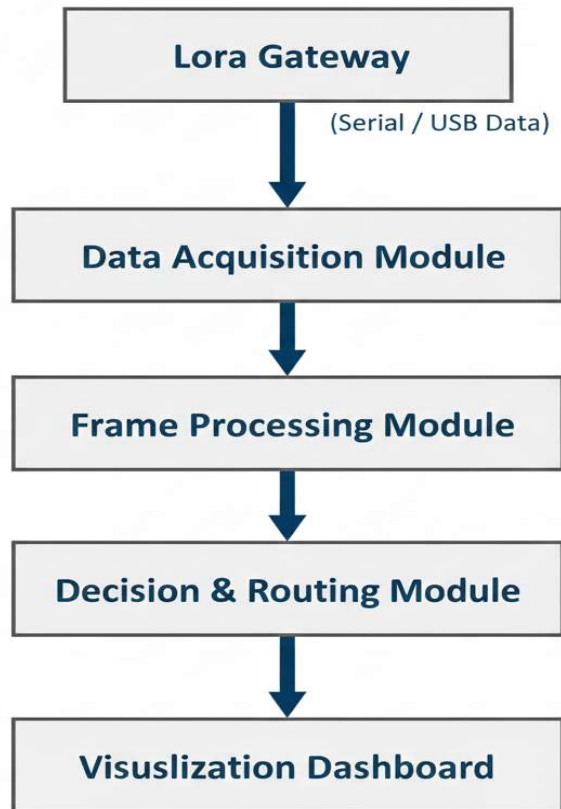 Lora Gateway
(Serial / USB Data)
Data Acquisition Module
Frame Processing Module
Decision & Routing Module
Visuslization Dashboard